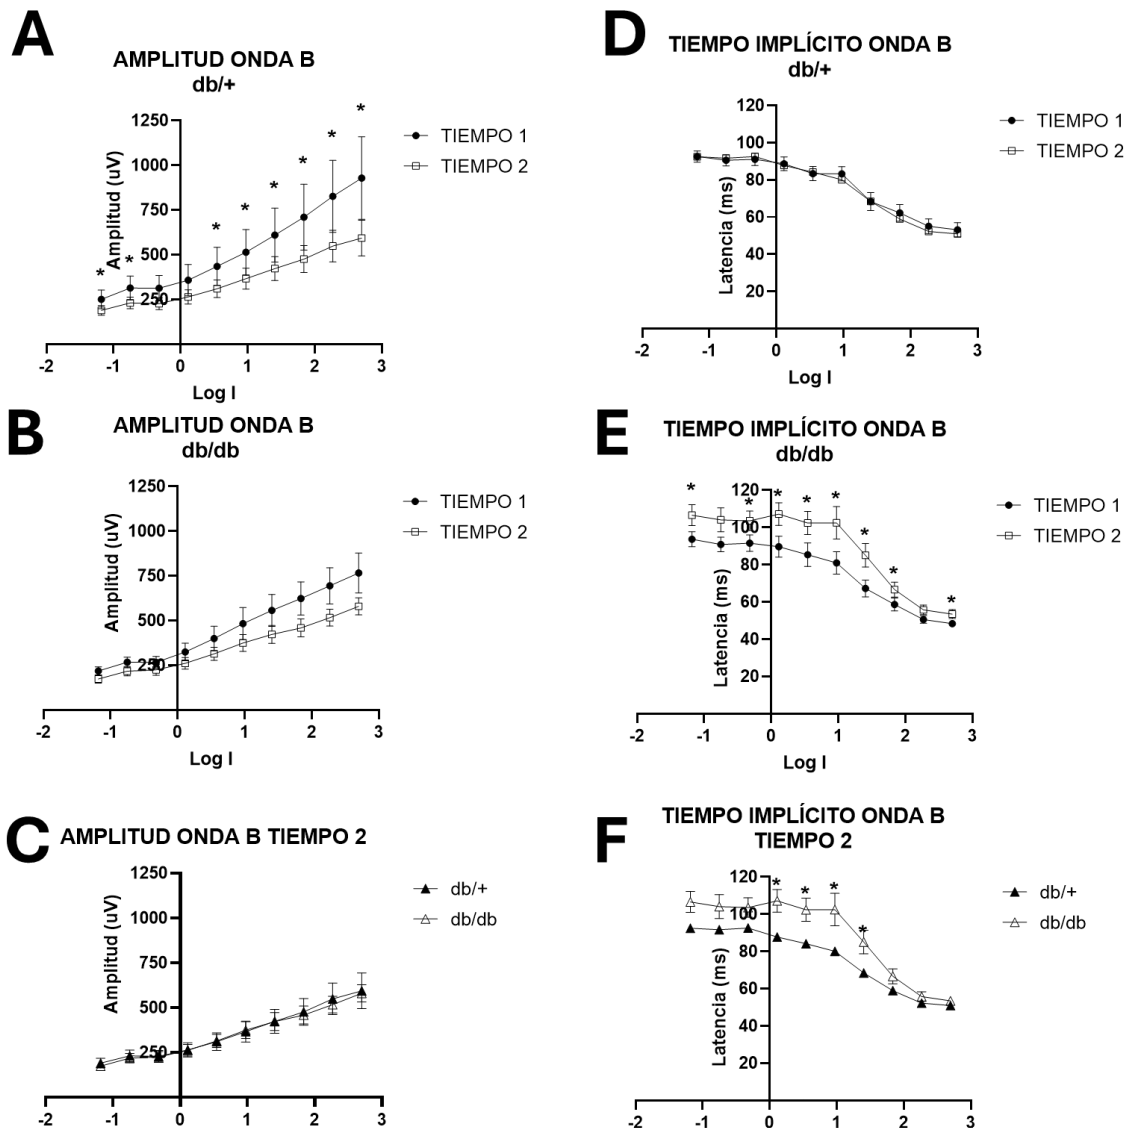 A
AMPLITUD ONDA B
db/+
1250
1000
750
500
250
Amplitud (uV)
* * * * * * * * *
-2 -1 0 1 2 3
Log I
TIEMPO 1
TIEMPO 2
B
AMPLITUD ONDA B
db/db
1250
1000
750
500
250
Amplitud (uV)
-2 -1 0 1 2 3
Log I
TIEMPO 1
TIEMPO 2
C
AMPLITUD ONDA B TIEMPO 2
1250
1000
750
500
250
Amplitud (uV)
-2 -1 0 1 2 3
db/+
db/db
D
TIEMPO IMPLÍCITO ONDA B
db/+
120
100
80
60
40
20
Latencia (ms)
-2 -1 0 1 2 3
Log I
TIEMPO 1
TIEMPO 2
E
TIEMPO IMPLÍCITO ONDA B
db/db
120
100
80
60
40
20
Latencia (ms)
* * * * * * * *
-2 -1 0 1 2 3
Log I
TIEMPO 1
TIEMPO 2
F
TIEMPO IMPLÍCITO ONDA B
TIEMPO 2
120
100
80
60
40
20
Latencia (ms)
* * * *
-2 -1 0 1 2 3
db/+
db/db